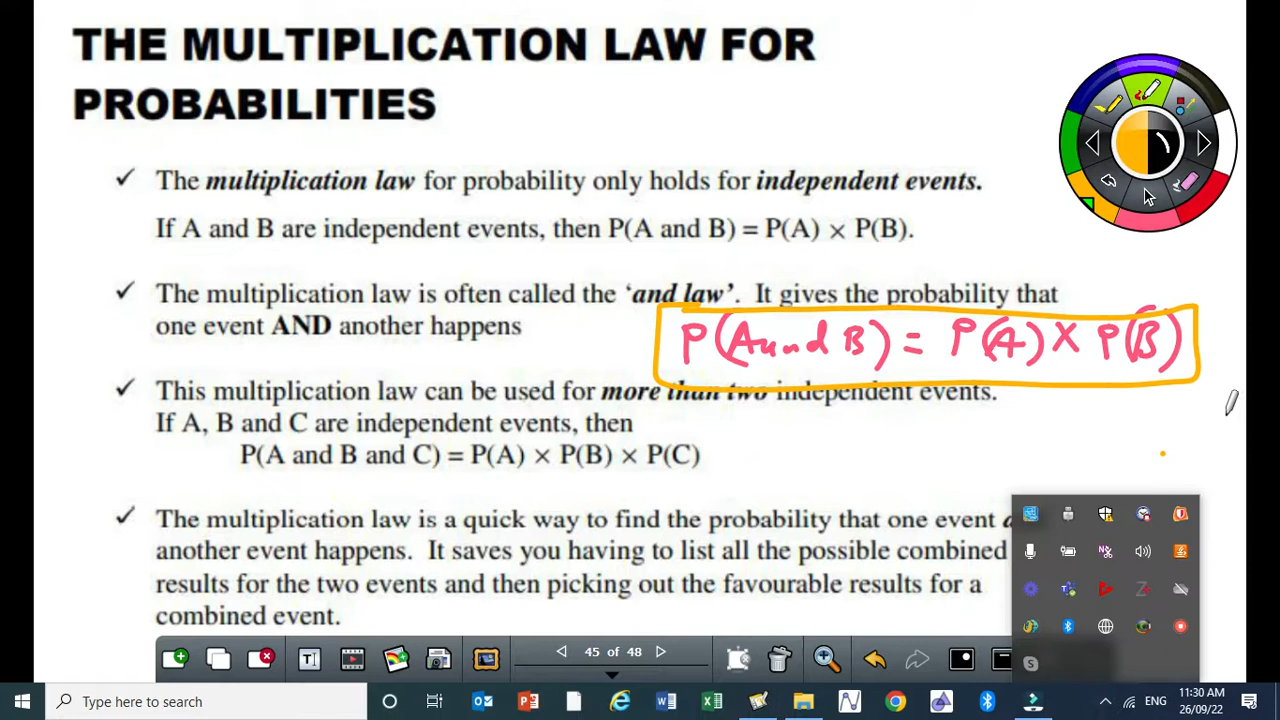 THE MULTIPLICATION LAW FOR
PROBABILITIES
✓ The multiplication law for probability only holds for independent events.
If A and B are independent events, then P(A and B) = P(A) × P(B).
✓ The multiplication law is often called the ‘and law’. It gives the probability that
one event AND another happens
P(A and B) = P(A) X P(B)
✓ This multiplication law can be used for more than two independent events.
If A, B and C are independent events, then
P(A and B and C) = P(A) × P(B) × P(C)
✓ The multiplication law is a quick way to find the probability that one event
another event happens. It saves you having to list all the possible combined
results for the two events and then picking out the favourable results for a
combined event.
45 of 48
Type here to search
ENG
11:30 AM
26/09/22